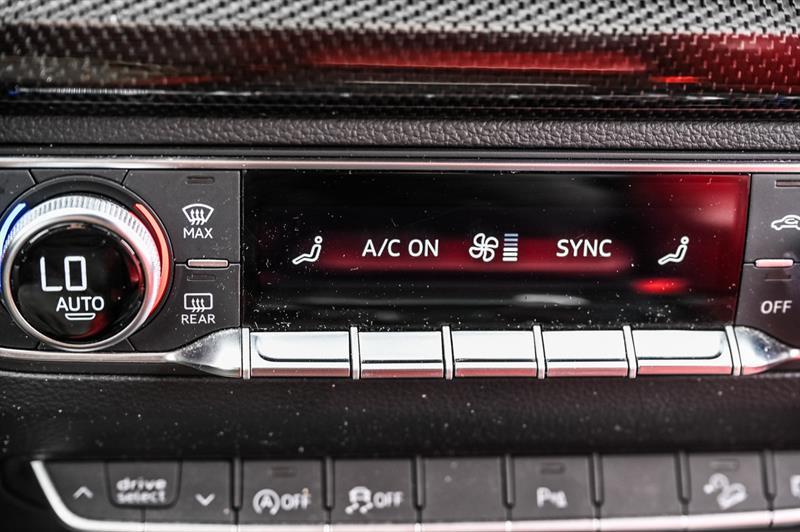 MAX
LO
AUTO
A/C ON
SYNC
REAR
OFF
drive
select
A OFF
OFF
P